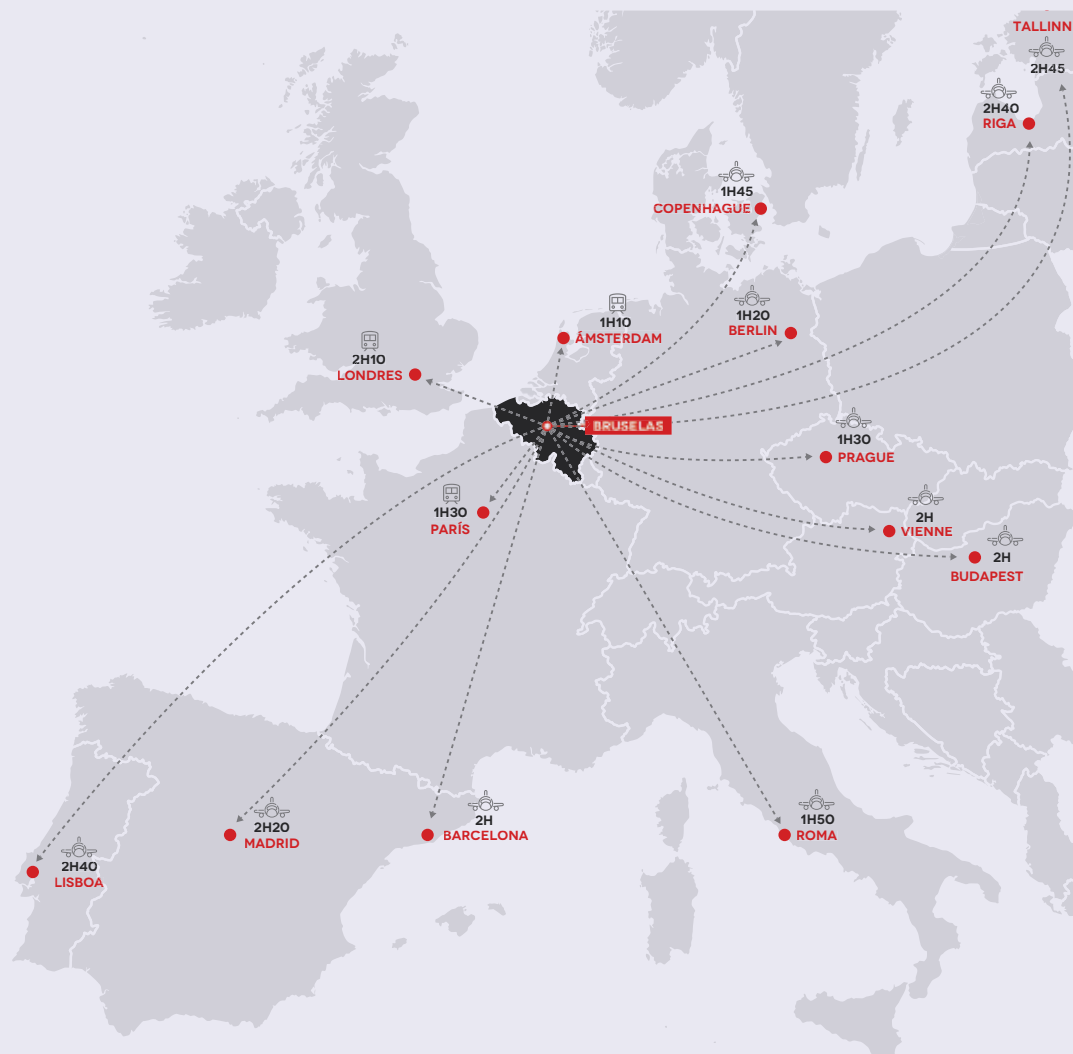 TALLINN
2H45
2H40
RIGA
1H45
COPENHAGUE
1H10
ÁMSTERDAM
1H20
BERLIN
2H10
LONDRES
BRUSELAS
1H30
PRAGUE
1H30
PARÍS
2H
VIENNE
2H
BUDAPEST
2H40
LISBOA
2H20
MADRID
2H
BARCELONA
1H50
ROMA